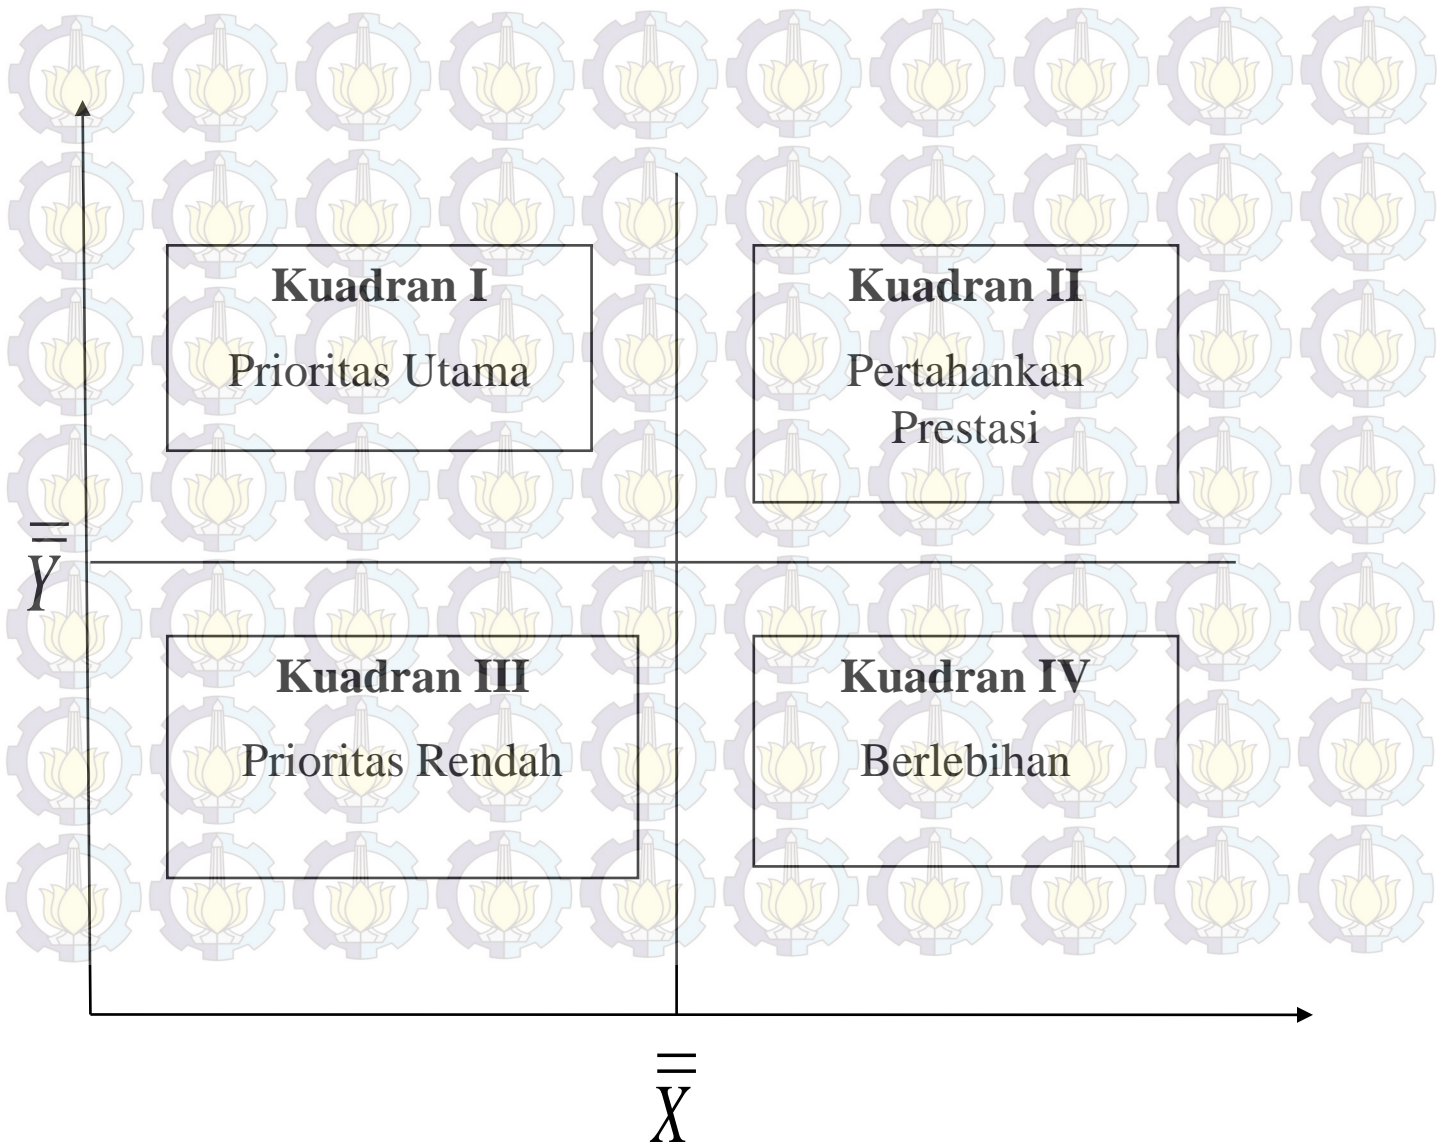 Kuadran I
Prioritas Utama
Kuadran II
Pertahankan
Prestasi
Y̿
Kuadran III
Prioritas Rendah
Kuadran IV
Berlebihan
X̿